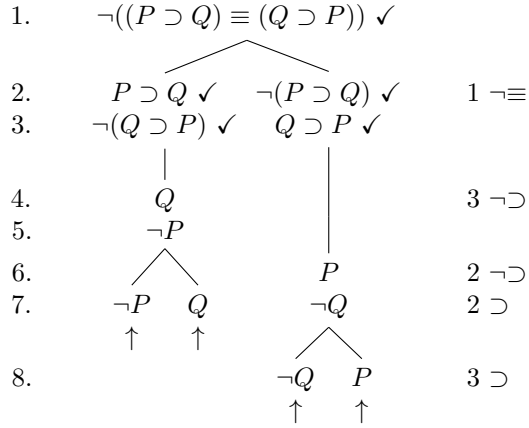 1. ¬((P ⊃ Q) ≡ (Q ⊃ P)) ✓
2. P ⊃ Q ✓ ¬(P ⊃ Q) ✓ 1 ¬≡
3. ¬(Q ⊃ P) ✓ Q ⊃ P ✓
4. Q 3 ¬⊃
5. ¬P
6. P 2 ¬⊃
7. ¬P Q ¬Q 2 ⊃
↑ ↑
8. ¬Q P 3 ⊃
↑ ↑